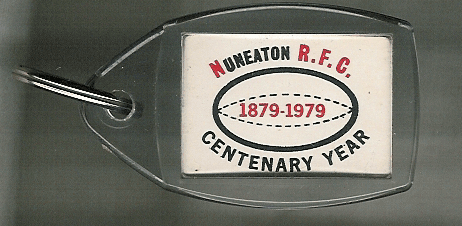 NUNEATON R.F.C.
1879-1979
CENTENARY YEAR